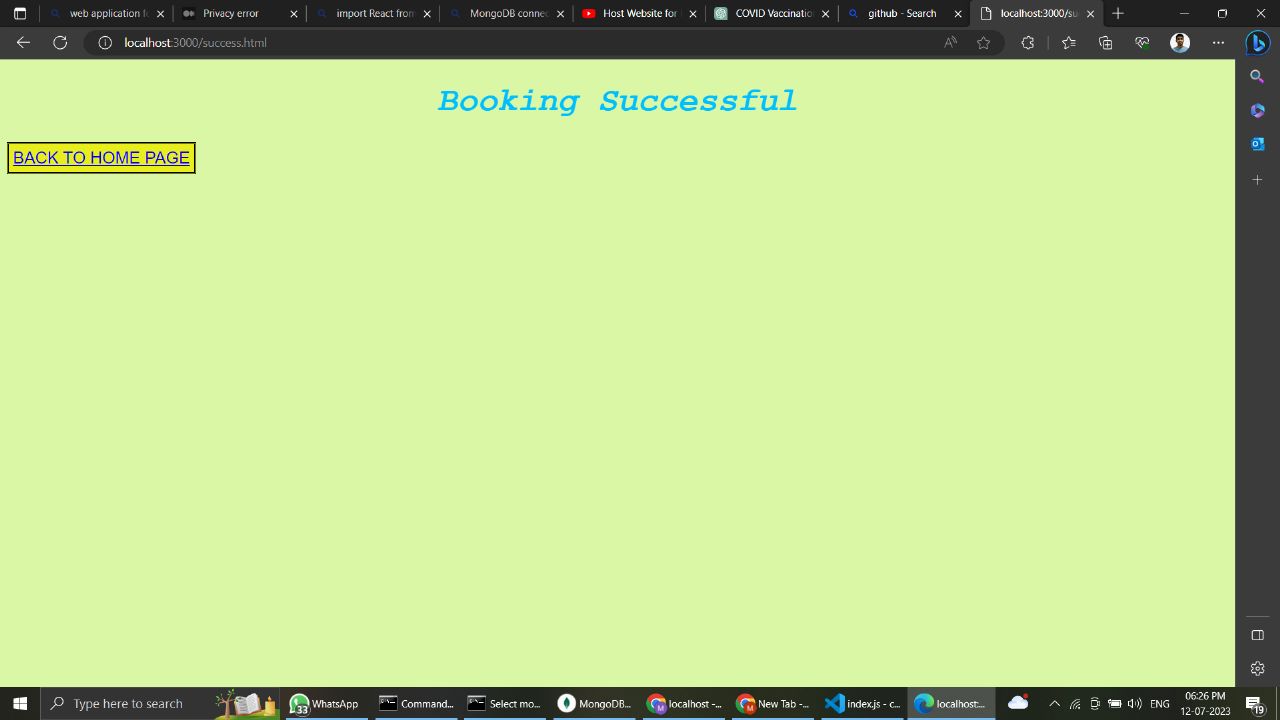 web application fo
Privacy error
import React from
MongoDB connec
Host Website for
COVID Vaccination
github - Search
localhost:3000/su
localhost:3000/success.html
Booking Successful
BACK TO HOME PAGE
Type here to search
33
WhatsApp
Command...
Select mo...
MongoDB...
localhost -...
New Tab -...
index.js - c...
localhost:...
ENG
06:26 PM
12-07-2023
19